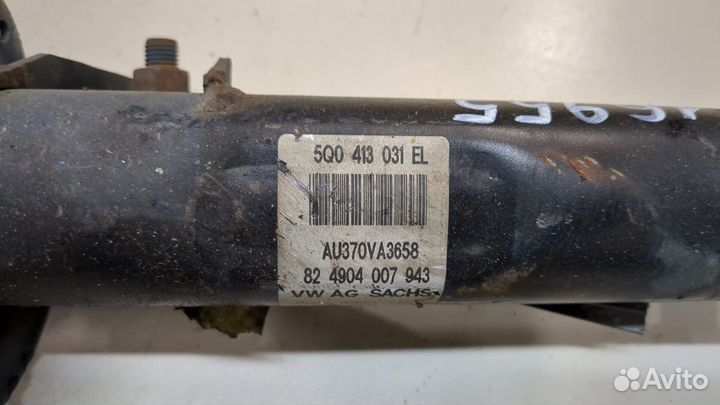 5Q0 413 031 EL
AU370VA3658
82 4904 007 943
VW AG SACHS
Avito